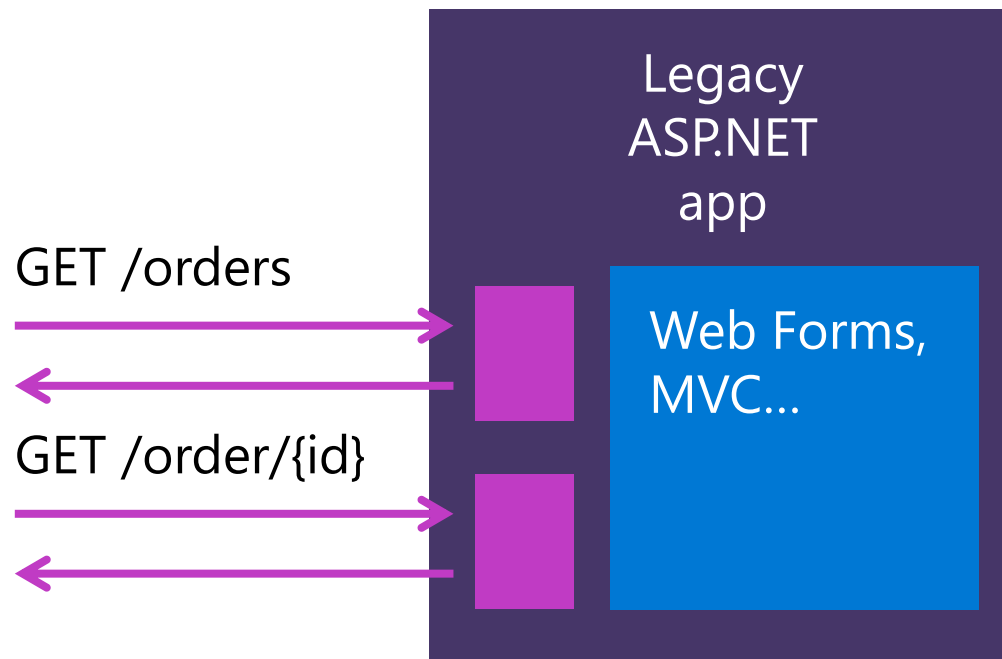 Legacy
ASP.NET
app
GET /orders
Web Forms,
MVC...
GET /order/{id}